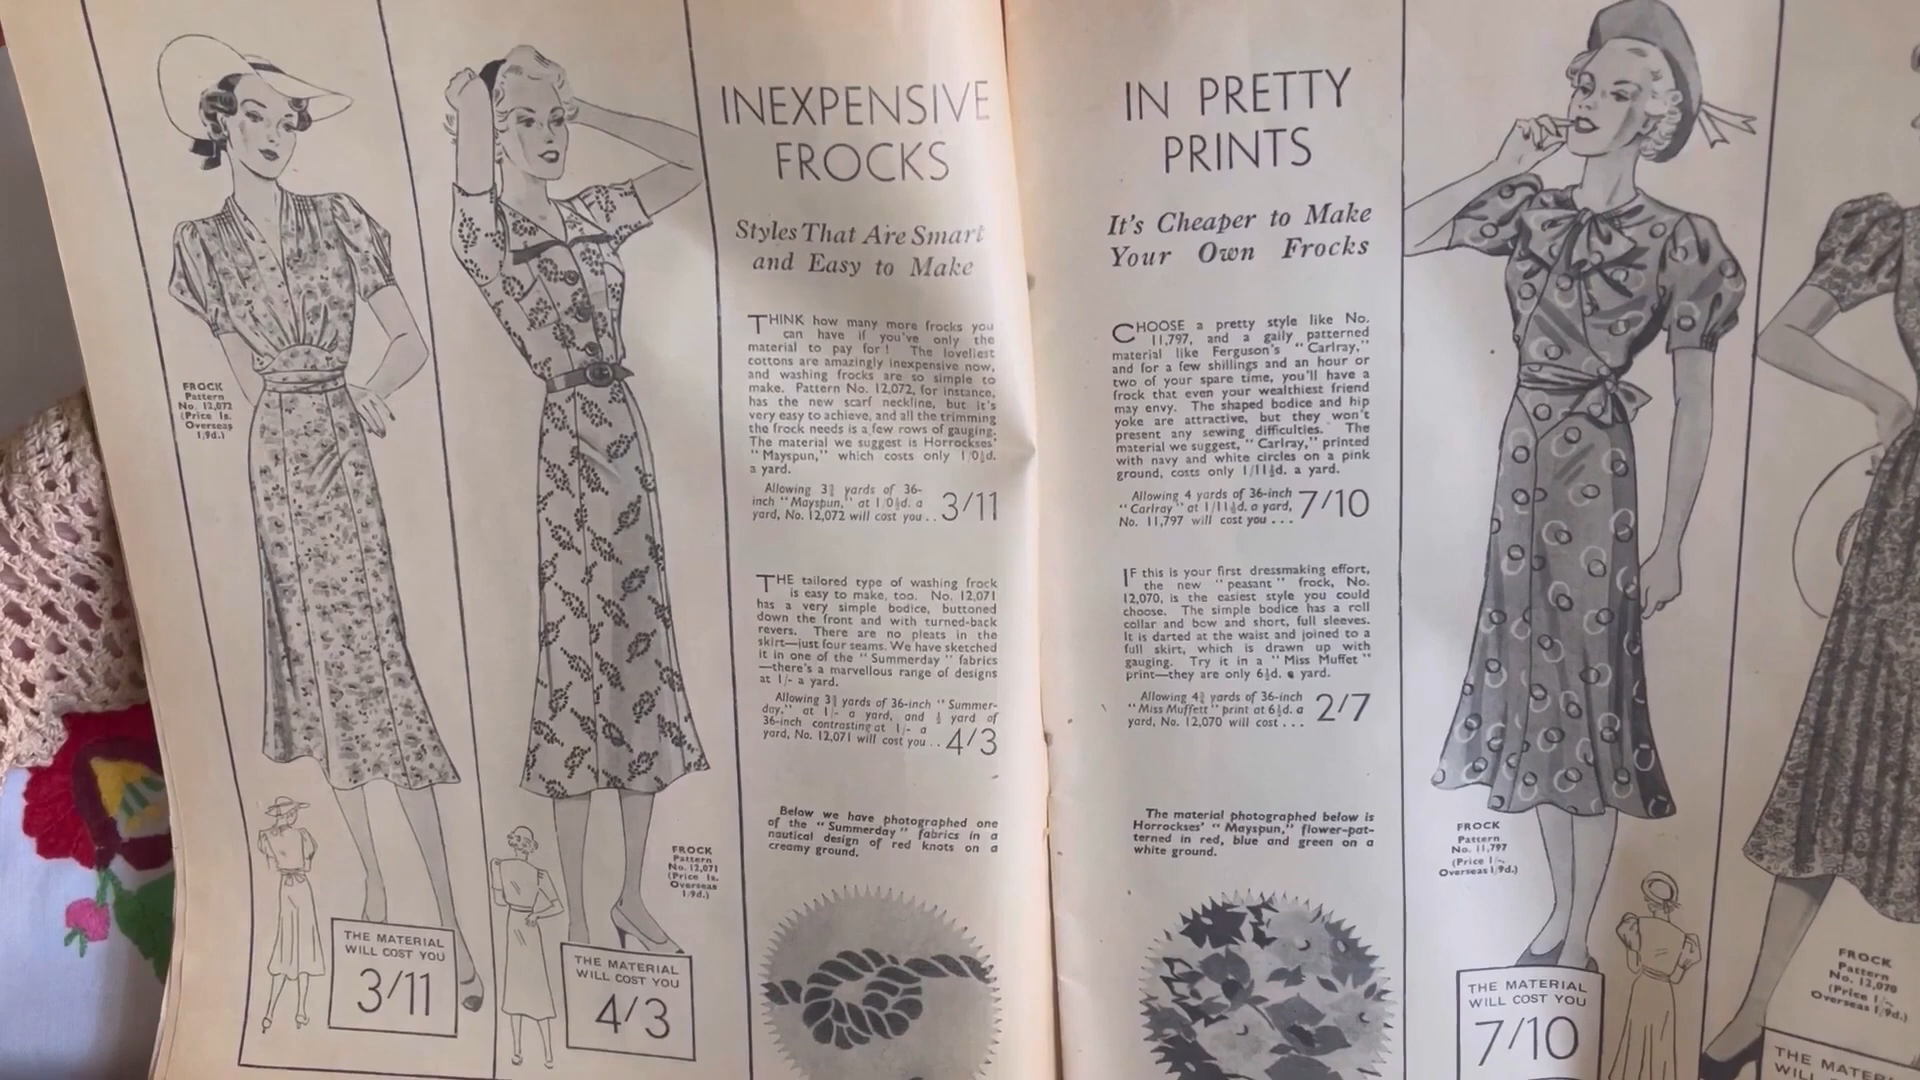 INEXPENSIVE
FROCKS
Styles That Are Smart
and Easy to Make
THINK how many more frocks you
can have if you've only the
material to pay for! The loveliest
cottons are amazingly inexpensive now,
and washing frocks are so simple to
make. Pattern No. 12,072, for instance,
has the new scarf neckline, but it's
very easy to achieve, and all the trimming
the frock needs is a few rows of gauging.
The material we suggest is Horrockses'
"Mayspun," which costs only 1/0½d.
a yard.
Allowing 3¾ yards of 36-
inch "Mayspun," at 1/0½d. a
yard, No. 12,072 will cost you .. 3/11
THE tailored type of washing frock
is easy to make, too. No. 12,071
has a very simple bodice, buttoned
down the front and with turned-back
revers. There are no pleats in the
skirt—just four seams. We have sketched
it in one of the "Summerday" fabrics
—there's a marvellous range of designs
at 1/- a yard.
Allowing yards of 36-inch "Summer-
day," at 1/- a yard, and yard of
36-inch contrasting at 1/- a
yard, No. 12,071 will cost you .. 4/3
Below we have photographed one
of the "Summerday" fabrics in a
nautical design of red knots on a
creamy ground.
FROCK
Pattern
No. 12,072
(Price 1s.
Overseas
1/9d.)
THE MATERIAL
WILL COST YOU
3/11
FROCK
Pattern
No. 12,071
(Price 1s.
Overseas
1/9d.)
THE MATERIAL
WILL COST YOU
4/3
IN PRETTY
PRINTS
It's Cheaper to Make
Your Own Frocks
CHOOSE a pretty style like No.
11,797, and a gaily patterned
material like Ferguson's "Carlray,"
and for a few shillings and an hour or
two of your spare time, you'll have a
frock that even your wealthiest friend
may envy. The shaped bodice and hip
yoke are attractive, but they won't
present any sewing difficulties. The
material we suggest, "Carlray," printed
with navy and white circles on a pink
ground, costs only 1/11½d. a yard.
Allowing 4 yards of 36-inch
"Carlray" at 1/11½d. a yard,
No. 11,797 will cost you ... 7/10
IF this is your first dressmaking effort,
the new "peasant" frock, No.
12,070, is the easiest style you could
choose. The simple bodice has a roll
collar and bow and short, full sleeves.
It is darted at the waist and joined to a
full skirt, which is drawn up with
gauging. Try it in a "Miss Muffet"
print—they are only 6½d. a yard.
Allowing 4¾ yards of 36-inch
"Miss Muffett" print at 6½d. a
yard, No. 12,070 will cost ... 2/7
The material photographed below is
Horrockses' "Mayspun," flower-pat-
terned in red, blue and green on a
white ground.
FROCK
Pattern
No. 11,797
(Price 1/-,
Overseas 1/9d.)
THE MATERIAL
WILL COST YOU
7/10
FROCK
Pattern
No. 12,070
(Price 1/-,
Overseas 1/9d.)
THE MATER
WILL